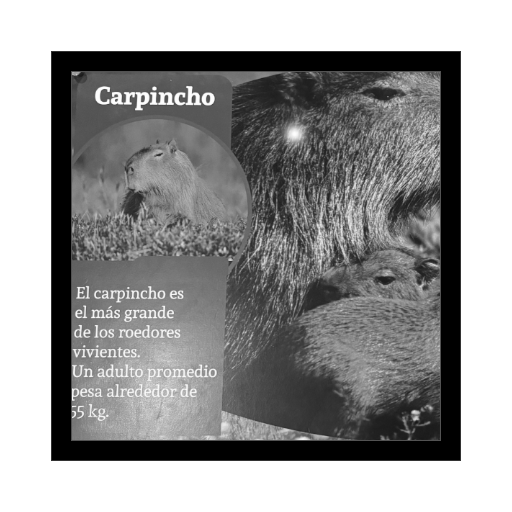 Carpincho
El carpincho es
el más grande
de los roedores
vivientes.
Un adulto promedio
pesa alrededor de
55 kg.